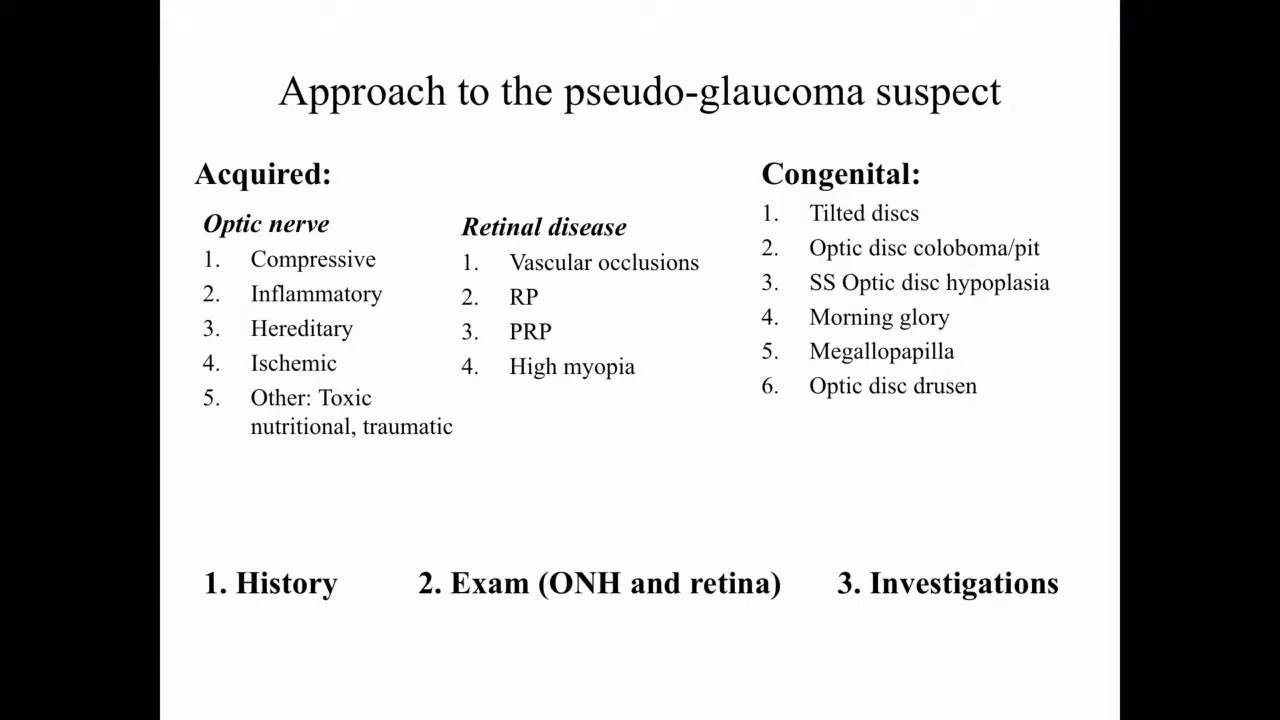 Approach to the pseudo-glaucoma suspect
Acquired:
Optic nerve
1. Compressive
2. Inflammatory
3. Hereditary
4. Ischemic
5. Other: Toxic
nutritional, traumatic
Retinal disease
1. Vascular occlusions
2. RP
3. PRP
4. High myopia
Congenital:
1. Tilted discs
2. Optic disc coloboma/pit
3. SS Optic disc hypoplasia
4. Morning glory
5. Megallopapilla
6. Optic disc drusen
1. History
2. Exam (ONH and retina)
3. Investigations